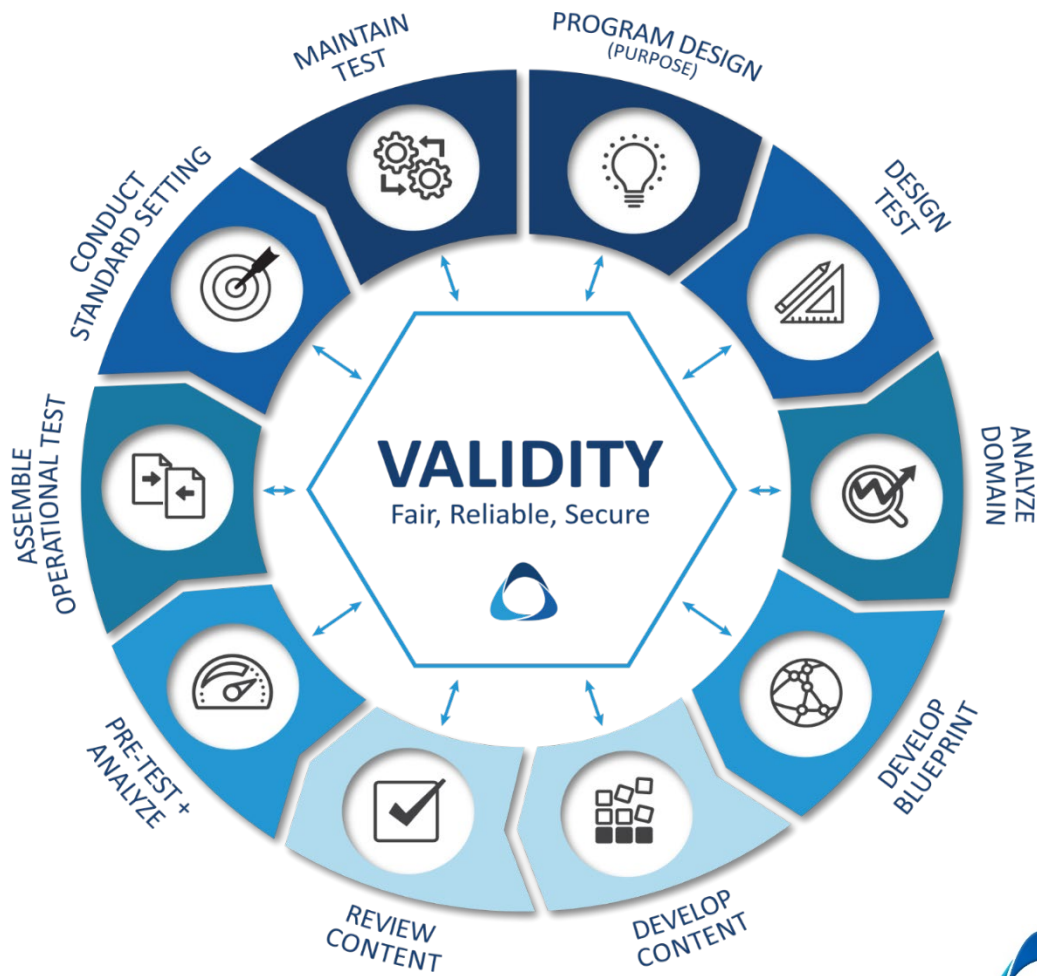 PROGRAM DESIGN
(PURPOSE)
DESIGN
TEST
ANALYZE
DOMAIN
DEVELOP
BLUEPRINT
DEVELOP
CONTENT
REVIEW
CONTENT
PRE-TEST +
ANALYZE
ASSEMBLE
OPERATIONAL TEST
CONDUCT
STANDARD SETTING
MAINTAIN
TEST
VALIDITY
Fair, Reliable, Secure